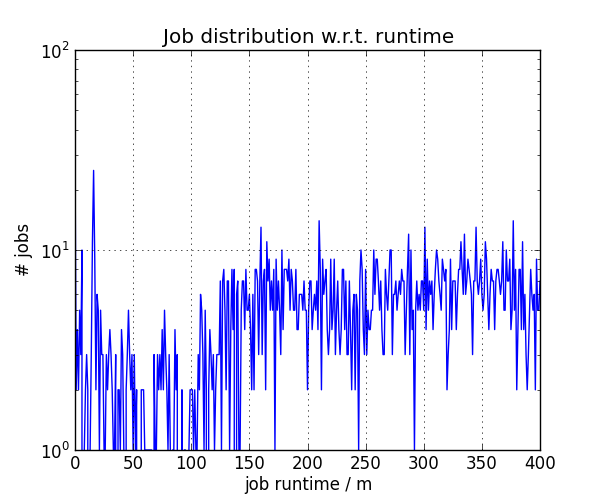 Job distribution w.r.t. runtime
10²
10¹
10⁰
# jobs
0 50 100 150 200 250 300 350 400
job runtime / m